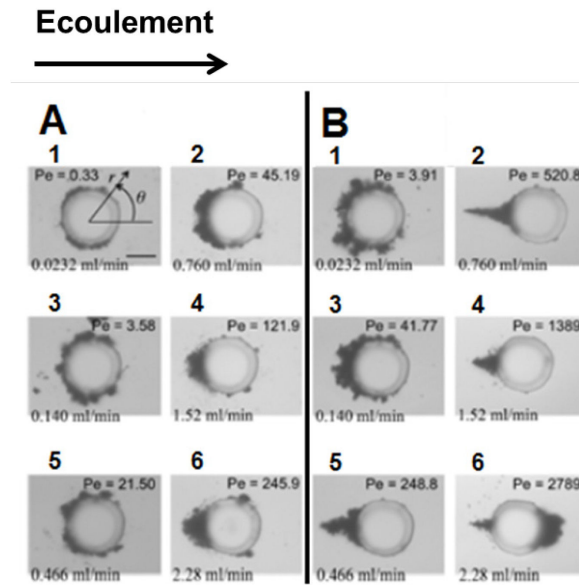 Ecoulement
A
B
1
2
1
2
Pe = 0.33
r
θ
Pe = 45.19
Pe = 3.91
Pe = 520.8
0.0232 ml/min
0.760 ml/min
0.0232 ml/min
0.760 ml/min
3
4
3
4
Pe = 3.58
Pe = 121.9
Pe = 41.77
Pe = 1389
0.140 ml/min
1.52 ml/min
0.140 ml/min
1.52 ml/min
5
6
5
6
Pe = 21.50
Pe = 245.9
Pe = 248.8
Pe = 2789
0.466 ml/min
2.28 ml/min
0.466 ml/min
2.28 ml/min